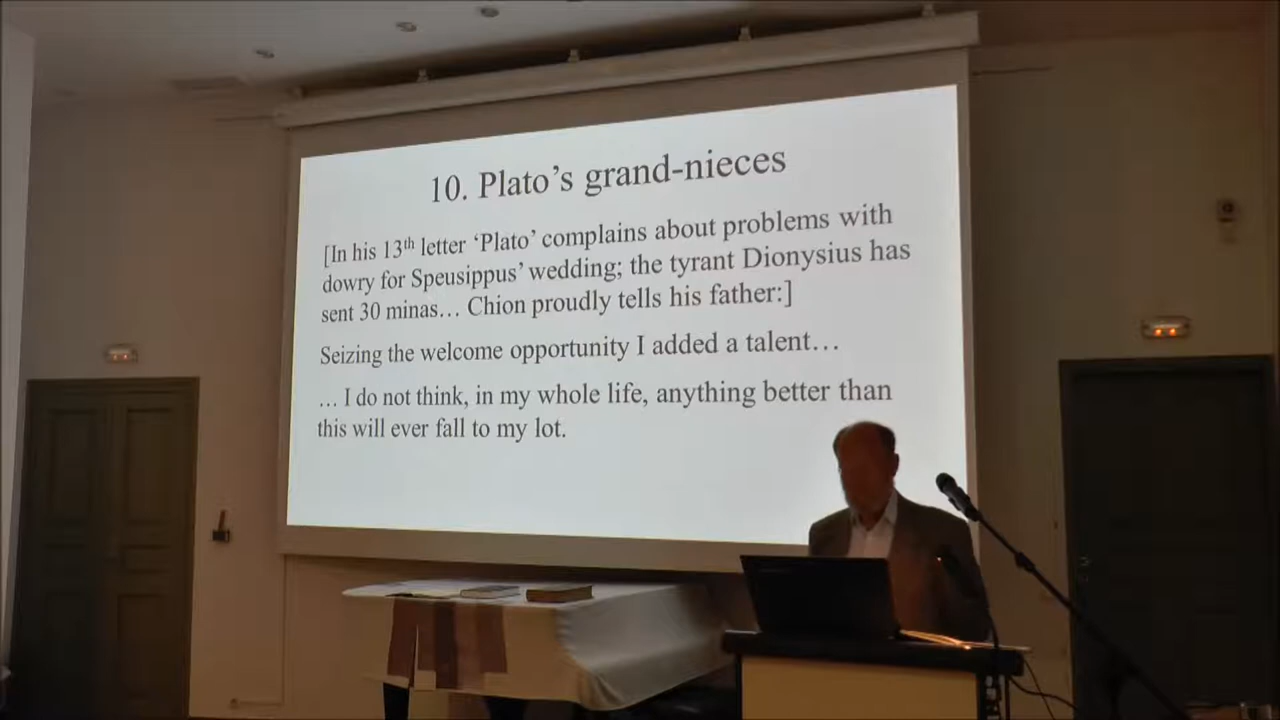 10. Plato’s grand-nieces
[In his 13th letter ‘Plato’ complains about problems with
dowry for Speusippus’ wedding; the tyrant Dionysius has
sent 30 minas… Chion proudly tells his father:]
Seizing the welcome opportunity I added a talent…
… I do not think, in my whole life, anything better than
this will ever fall to my lot.